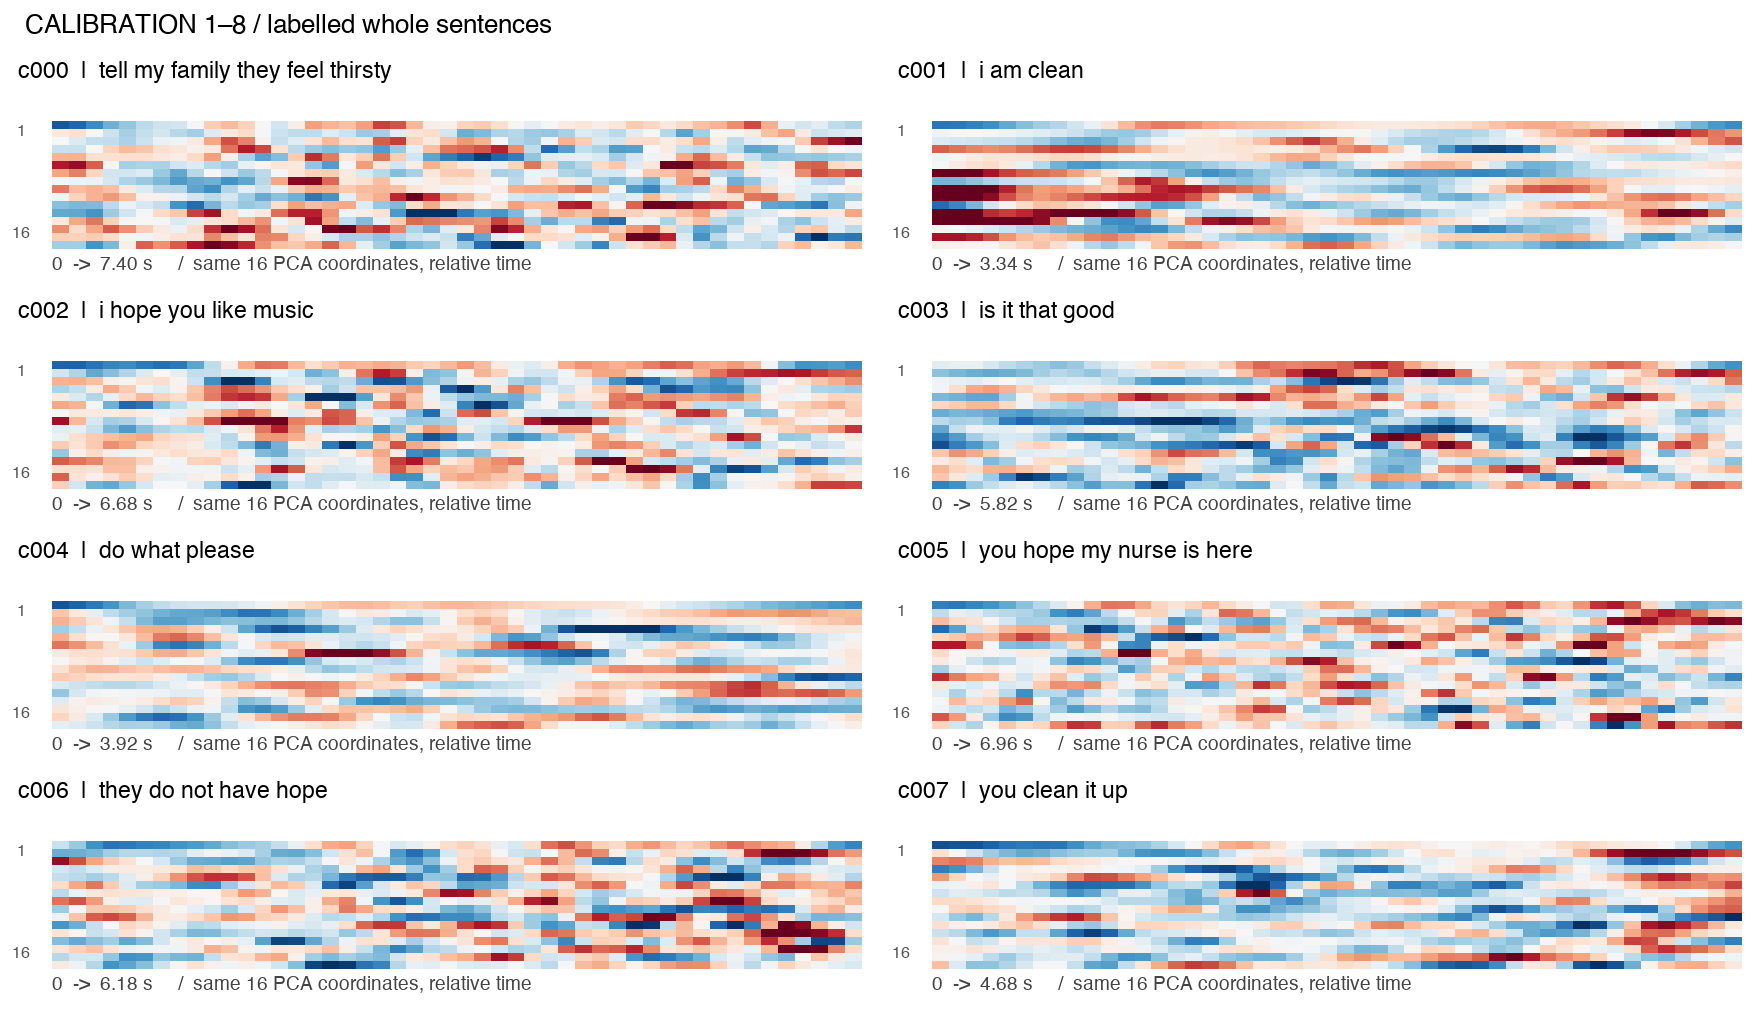 CALIBRATION 1–8 / labelled whole sentences
c000 | tell my family they feel thirsty
1
16
0 -> 7.40 s / same 16 PCA coordinates, relative time
c001 | i am clean
1
16
0 -> 3.34 s / same 16 PCA coordinates, relative time
c002 | i hope you like music
1
16
0 -> 6.68 s / same 16 PCA coordinates, relative time
c003 | is it that good
1
16
0 -> 5.82 s / same 16 PCA coordinates, relative time
c004 | do what please
1
16
0 -> 3.92 s / same 16 PCA coordinates, relative time
c005 | you hope my nurse is here
1
16
0 -> 6.96 s / same 16 PCA coordinates, relative time
c006 | they do not have hope
1
16
0 -> 6.18 s / same 16 PCA coordinates, relative time
c007 | you clean it up
1
16
0 -> 4.68 s / same 16 PCA coordinates, relative time